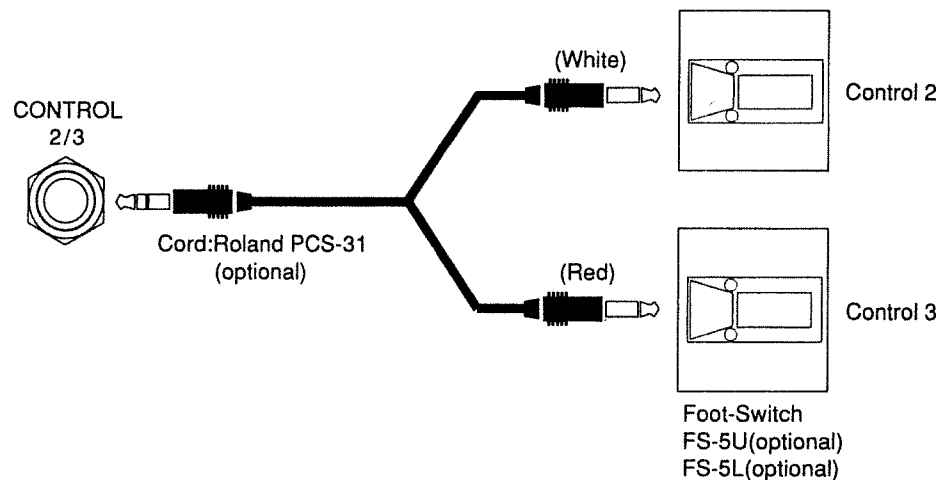 CONTROL
2/3
Cord:Roland PCS-31
(optional)
(White)
Control 2
(Red)
Control 3
Foot-Switch
FS-5U(optional)
FS-5L(optional)